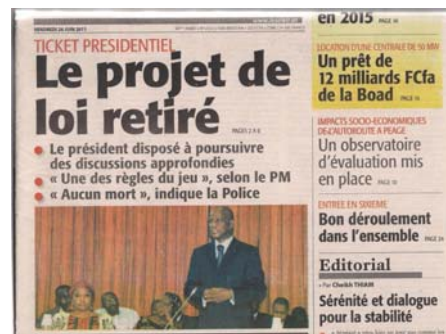 TICKET PRESIDENTIEL
Le projet de
loi retiré
PAGES 2 À 6
Le président disposé à poursuivre
des discussions approfondies
« Une des règles du jeu », selon le PM
« Aucun mort », indique la Police
en 2015
LOCATION D'UNE CENTRALE DE 50 MW
Un prêt de
12 milliards FCfa
de la Boad
IMPACTS SOCIO-ECONOMIQUES
DE L'AUTOROUTE A PEAGE
Un observatoire
d'évaluation mis
en place
ENTREE EN SIXIEME
Bon déroulement
dans l'ensemble
Editorial
Par Cheikh THIAM
Sérénité et dialogue
pour la stabilité